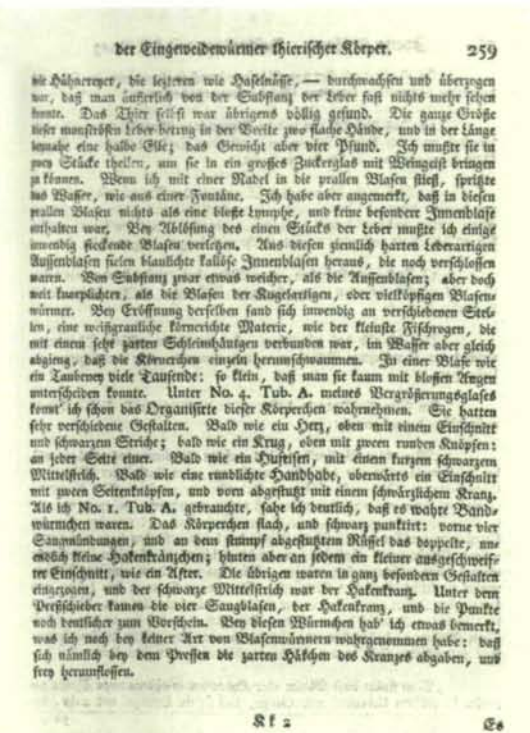 der Eingeweidewürmer thierischer Körper. 259
die Hühnereyer, die lezteren wie Haselnüsse, — durchwachsen und überzogen
war, daß man äußerlich von der Substanz der Leber fast nichts mehr sehen
konnte. Das Thier selbst war übrigens völlig gesund. Die ganze Größe
dieser monströsen Leber betrug in der Breite zwo flache Hände, und in der Länge
beynahe eine halbe Elle; das Gewicht aber vier Pfund. Ich mußte sie in
zwey Stücke theilen, um sie in ein großes Zuckerglas mit Weingeist bringen
zu können. Wenn ich mit einer Nadel in die prallen Blasen stieß, sprizte
das Wasser, wie aus einer Fontäne. Ich habe aber angemerkt, daß in diesen
prallen Blasen nichts als eine bloße Lymphe, und keine besondere Innenblase
enthalten war. Bey Ablösung des einen Stücks der Leber mußte ich einige
inwendig steckende Blasen verletzen. Aus diesen ziemlich harten Leberartigen
Aussenblasen fielen blaulichte kallöse Innenblasen heraus, die noch verschlossen
waren. Von Substanz zwar etwas weicher, als die Aussenblasen; aber doch
weit knorplichter, als die Blasen der Kugelartigen, oder vielköpfigen Blasen-
würmer. Bey Eröffnung derselben fand sich inwendig an verschiedenen Stel-
len, eine weißgrauliche körnerichte Materie, wie der kleinste Fischrogen, die
mit einem sehr zarten Schleimhäutgen verbunden war, im Wasser aber gleich
abgieng, daß die Körnerchen einzeln herumschwammen. In einer Blase wie
ein Taubeney viele Tausende: so klein, daß man sie kaum mit blossen Augen
unterscheiden konnte. Unter No. 4. Tub. A. meines Vergrößerungsglases
konnt' ich schon das Organisirte dieser Körperchen wahrnehmen. Sie hatten
sehr verschiedene Gestalten. Bald wie ein Herz, oben mit einem Einschnitt
und schwarzem Striche; bald wie ein Krug, oben mit zween runden Knöpfen:
an jeder Seite einer. Bald wie ein Hufeisen, mit einem kurzem schwarzem
Mittelstrich. Bald wie eine rundlichte Handhabe, oberwärts ein Einschnitt
mit zween Seitenknöpfen, und vorn abgestuzt mit einem schwärzlichem Kranz.
Als ich No. 1. Tub. A. gebrauchte, sahe ich deutlich, daß es wahre Band-
würmchen waren. Das Körperchen flach, und schwarz punktirt: vorne vier
Saugmündungen, und an dem stumpf abgestuztem Rüssel das doppelte, un-
endlich kleine Hakenkränzchen; hinten aber an jedem ein kleiner ausgeschweif-
ter Einschnitt, wie ein After. Die übrigen waren in ganz besondern Gestalten
eingezogen, und der schwarze Mittelstrich war der Hakenkranz. Unter dem
Preßschieber kamen die vier Saugblasen, der Hakenkranz, und die Punkte
noch deutlicher zum Vorschein. Bey diesen Würmchen hab' ich etwas bemerkt,
was ich noch bey keiner Art von Blasenwürmern wahrgenommen habe: daß
sich nämlich bey dem Pressen die zarten Häkchen des Kranzes abgaben, und
frey herumflossen.
Kk 2 Es